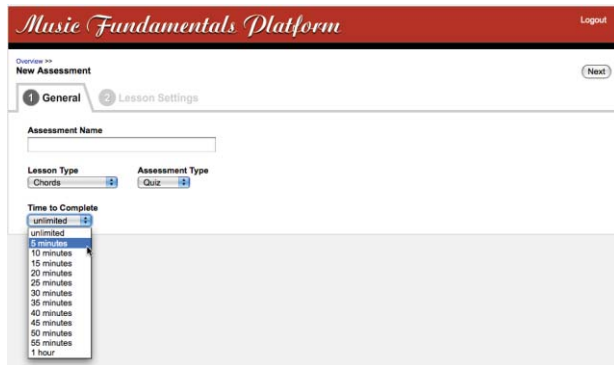 Music Fundamentals Platform
Logout
Overview >>
New Assessment
Next
1 General
2 Lesson Settings
Assessment Name
Lesson Type Assessment Type
Chords Quiz
Time to Complete
unlimited
unlimited
5 minutes
10 minutes
15 minutes
20 minutes
25 minutes
30 minutes
35 minutes
40 minutes
45 minutes
50 minutes
55 minutes
1 hour